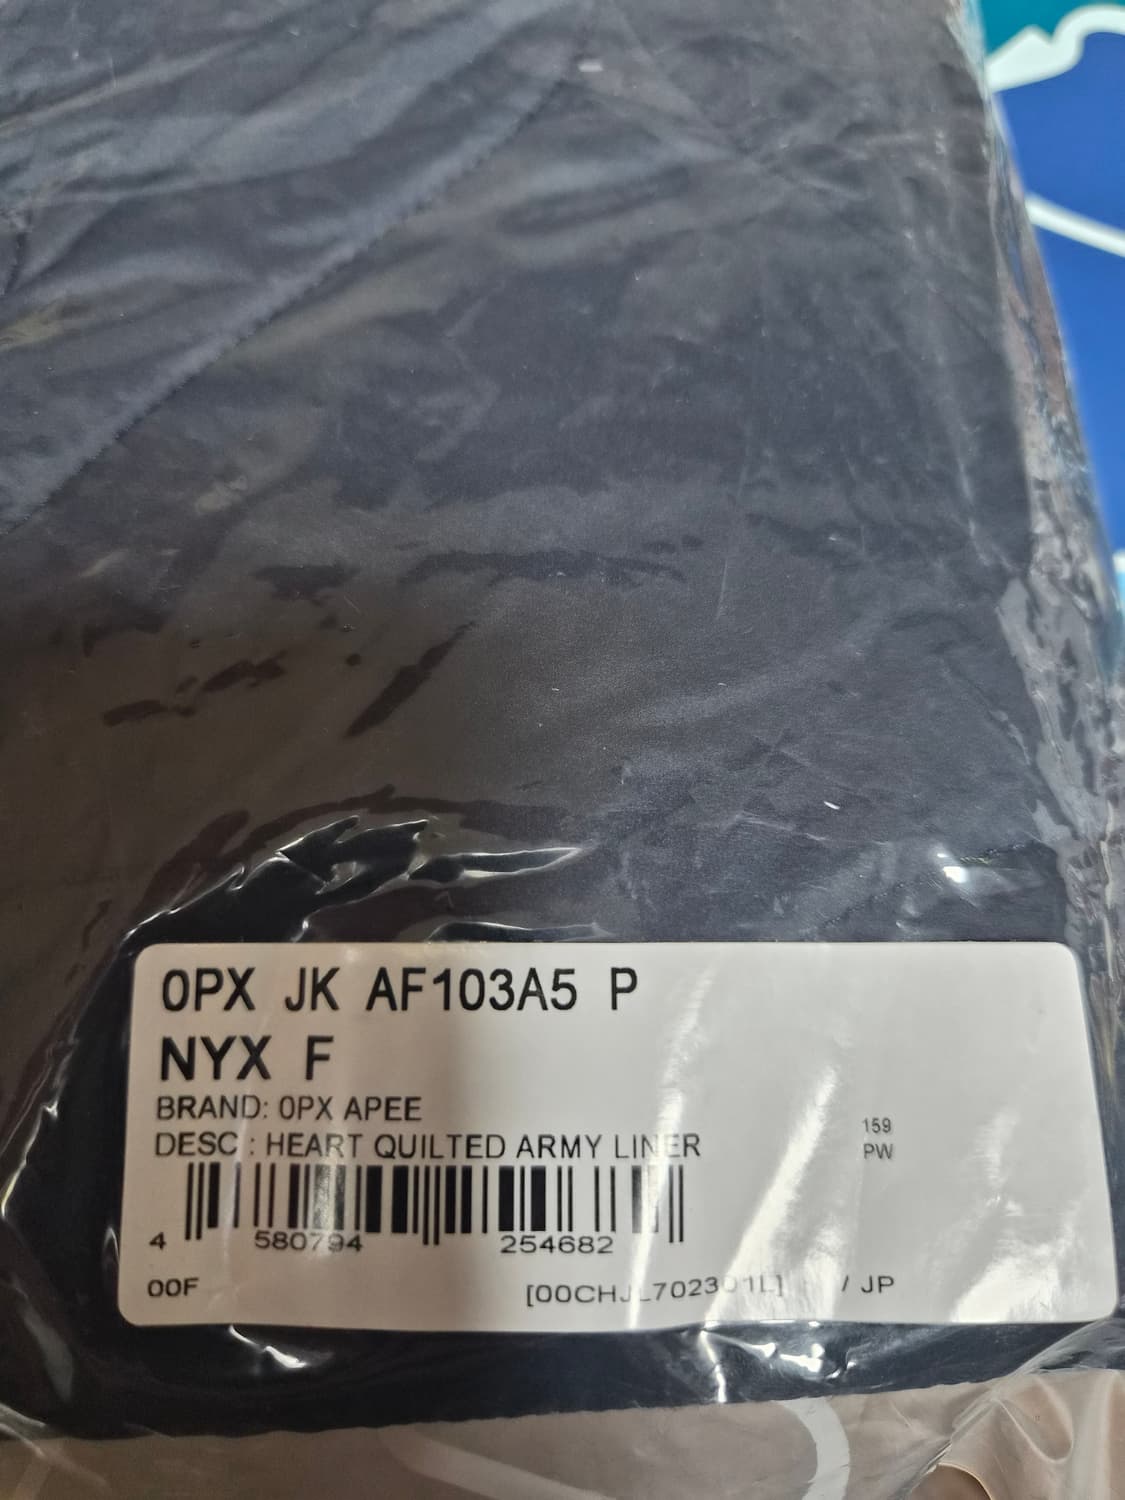 0PX JK AF103A5 P
NYX F
BRAND: 0PX APEE
DESC : HEART QUILTED ARMY LINER
159
PW
4 580794 254682
00F [00CHJL702301L] / JP